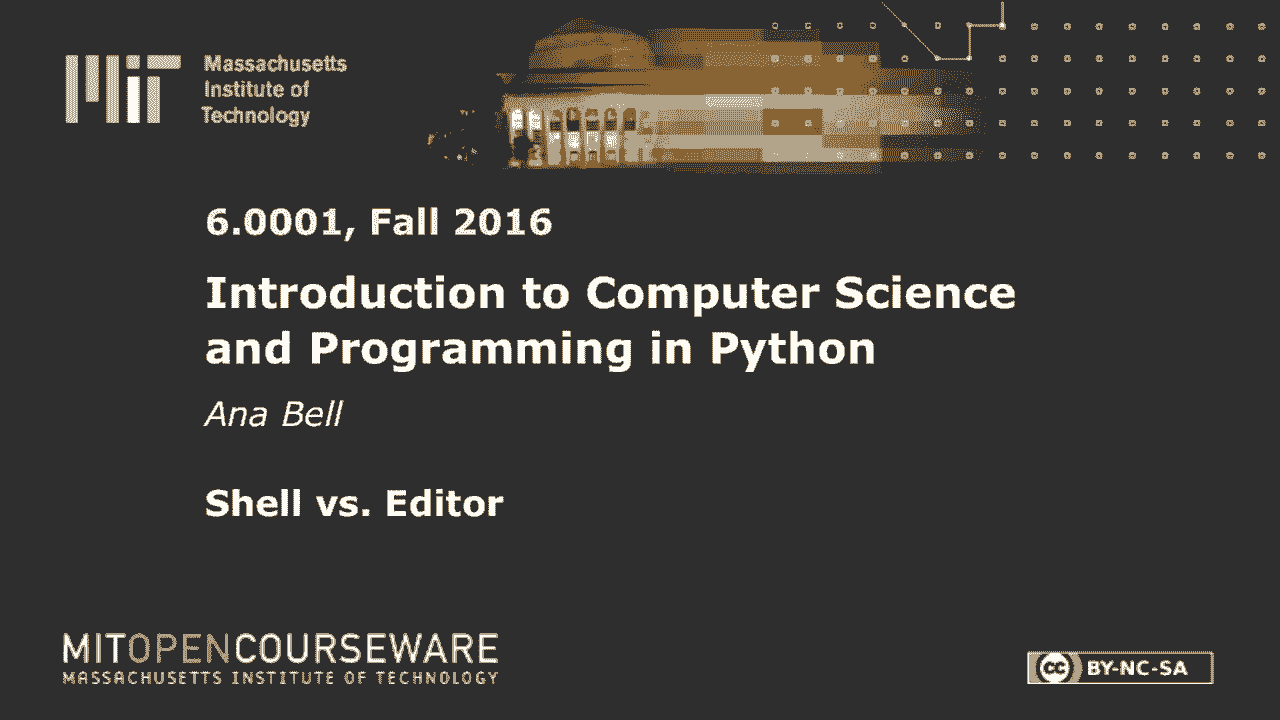 Massachusetts
Institute of
Technology
6.0001, Fall 2016
Introduction to Computer Science
and Programming in Python
Ana Bell
Shell vs. Editor
MITOPENCOURSEWARE
MASSACHUSETTS INSTITUTE OF TECHNOLOGY
cc BY-NC-SA